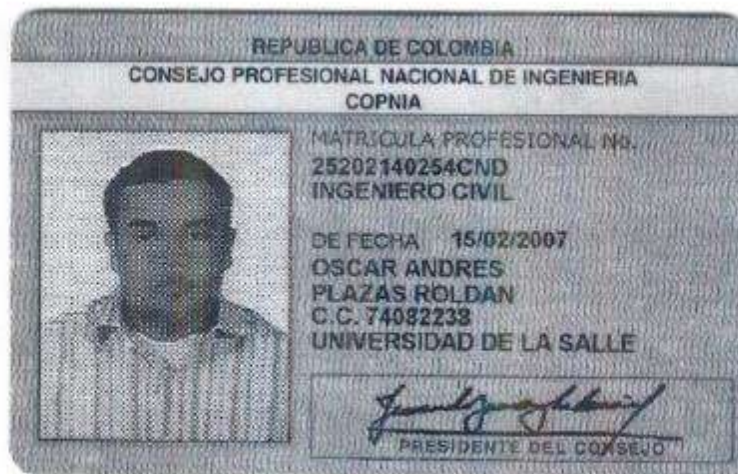 REPUBLICA DE COLOMBIA
CONSEJO PROFESIONAL NACIONAL DE INGENIERIA
COPNIA
MATRICULA PROFESIONAL No.
25202140254CND
INGENIERO CIVIL
DE FECHA 15/02/2007
OSCAR ANDRES
PLAZAS ROLDAN
C.C. 74082238
UNIVERSIDAD DE LA SALLE
PRESIDENTE DEL CONSEJO